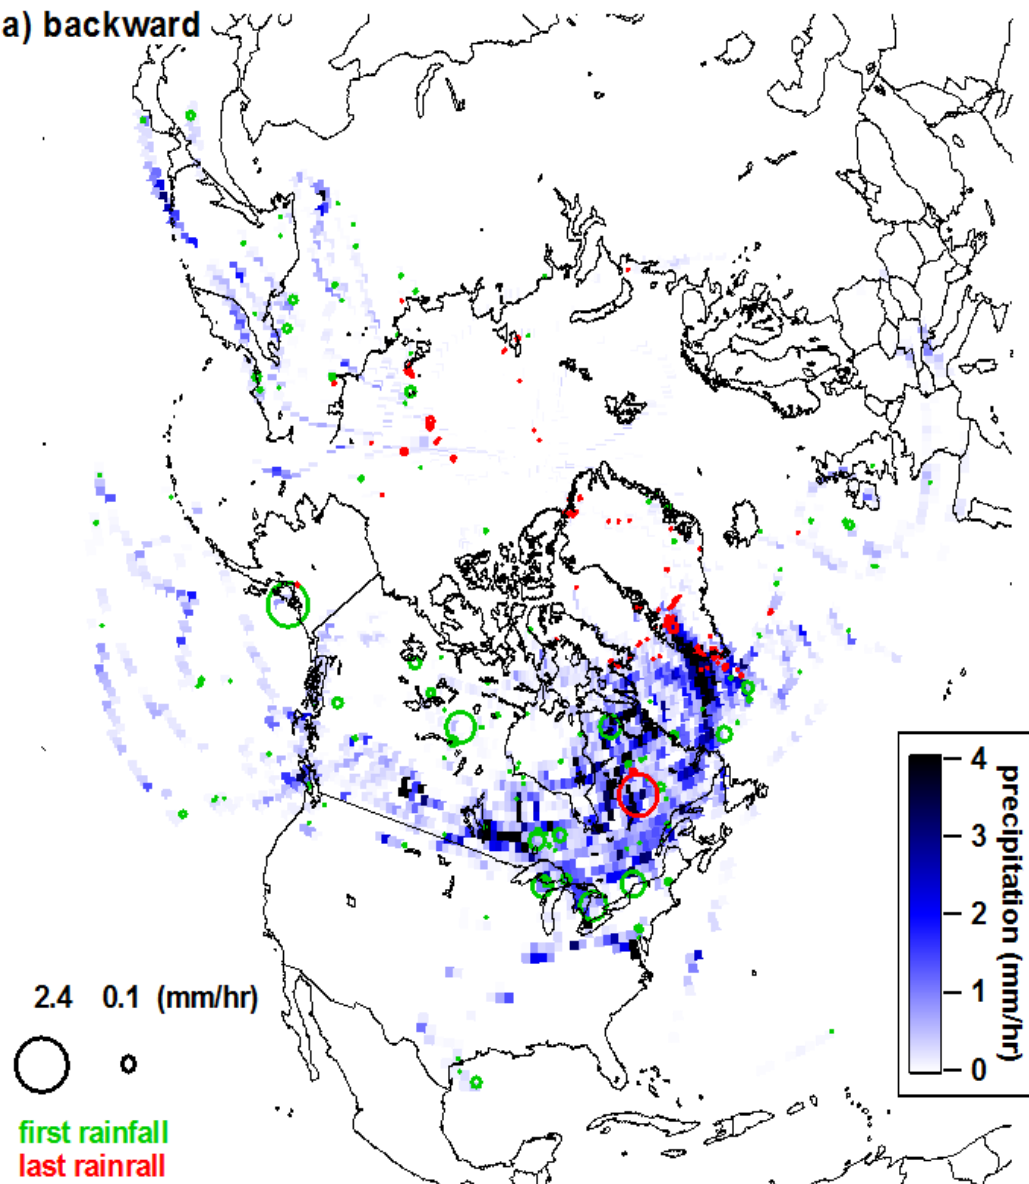 a) backward
4
3
2
1
0
precipitation (mm/hr)
2.4 0.1 (mm/hr)
first rainfall
last rainrall